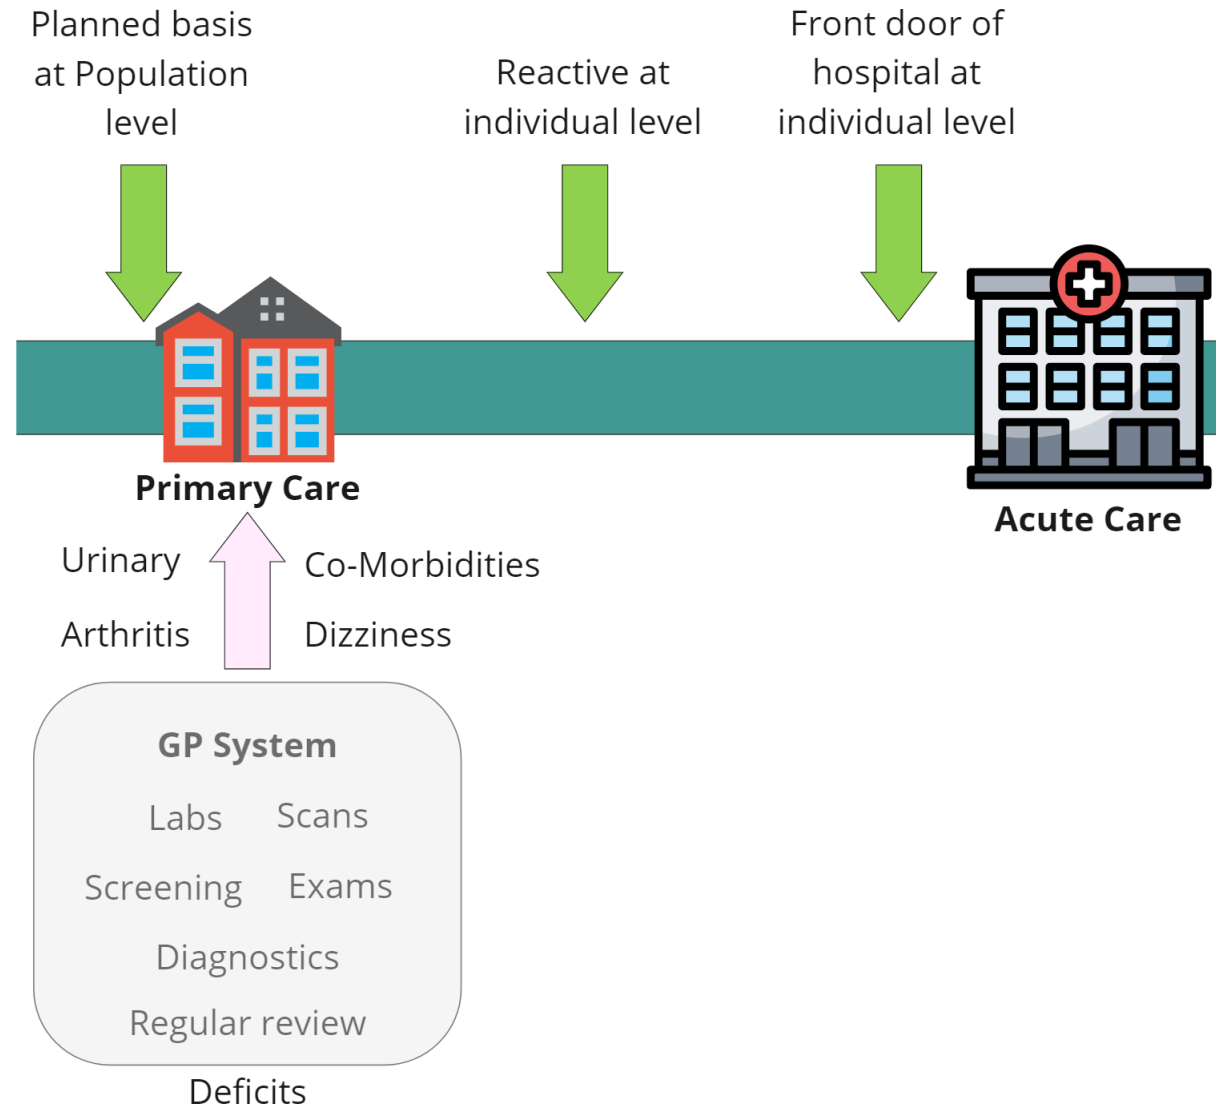 Planned basis
at Population
level
Reactive at
individual level
Front door of
hospital at
individual level
Primary Care
Acute Care
Urinary
Co-Morbidities
Arthritis
Dizziness
GP System
Labs
Scans
Screening
Exams
Diagnostics
Regular review
Deficits